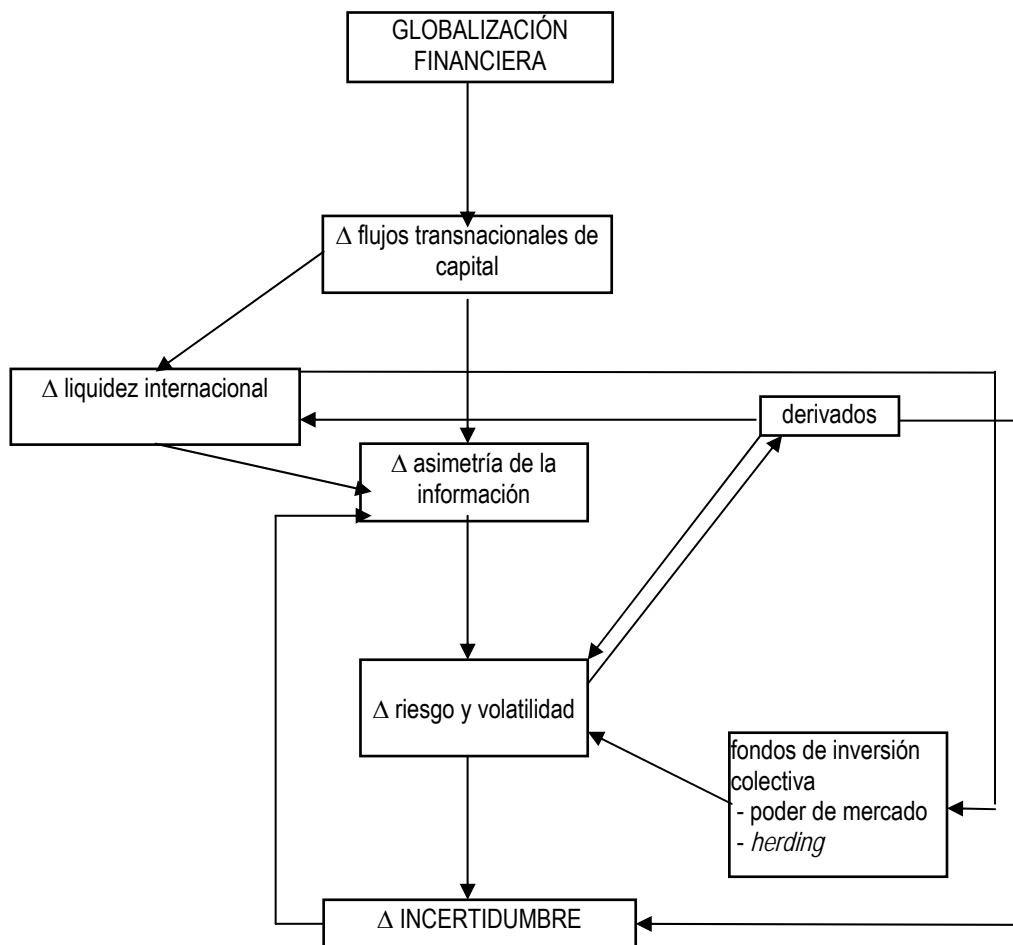 GLOBALIZACIÓN
FINANCIERA
Δ flujos transnacionales de
capital
Δ liquidez internacional
derivados
Δ asimetría de la
información
Δ riesgo y volatilidad
fondos de inversión
colectiva
- poder de mercado
- herding
Δ INCERTIDUMBRE